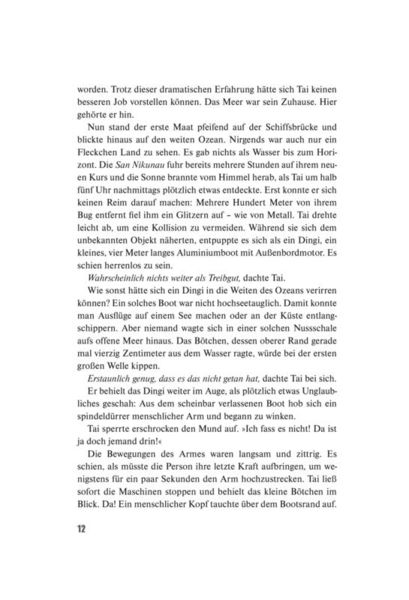 worden. Trotz dieser dramatischen Erfahrung hätte sich Tai keinen
besseren Job vorstellen können. Das Meer war sein Zuhause. Hier
gehörte er hin.
Nun stand der erste Maat pfeifend auf der Schiffsbrücke und
blickte hinaus auf den weiten Ozean. Nirgends war auch nur ein
Fleckchen Land zu sehen. Es gab nichts als Wasser bis zum Hori-
zont. Die San Nikunau fuhr bereits mehrere Stunden auf ihrem neu-
en Kurs und die Sonne brannte vom Himmel herab, als Tai um halb
fünf Uhr nachmittags plötzlich etwas entdeckte. Erst konnte er sich
keinen Reim darauf machen: Mehrere Hundert Meter von ihrem
Bug entfernt fiel ihm ein Glitzern auf – wie von Metall. Tai drehte
leicht ab, um eine Kollision zu vermeiden. Während sie sich dem
unbekannten Objekt näherten, entpuppte es sich als ein Dingi, ein
kleines, vier Meter langes Aluminiumboot mit Außenbordmotor. Es
schien herrenlos zu sein.
Wahrscheinlich nichts weiter als Treibgut, dachte Tai.
Wie sonst hätte sich ein Dingi in die Weiten des Ozeans verirren
können? Ein solches Boot war nicht hochseetauglich. Damit konnte
man Ausflüge auf einem See machen oder an der Küste entlang-
schippern. Aber niemand wagte sich in einer solchen Nussschale
aufs offene Meer hinaus. Das Bötchen, dessen oberer Rand gerade
mal vierzig Zentimeter aus dem Wasser ragte, würde bei der ersten
großen Welle kippen.
Erstaunlich genug, dass es das nicht getan hat, dachte Tai bei sich.
Er behielt das Dingi weiter im Auge, als plötzlich etwas Unglaub-
liches geschah: Aus dem scheinbar verlassenen Boot hob sich ein
spindeldürrer menschlicher Arm und begann zu winken.
Tai sperrte erschrocken den Mund auf. »Ich fass es nicht! Da ist
ja doch jemand drin!«
Die Bewegungen des Armes waren langsam und zittrig. Es
schien, als müsste die Person ihre letzte Kraft aufbringen, um we-
nigstens für ein paar Sekunden den Arm hochzustrecken. Tai ließ
sofort die Maschinen stoppen und behielt das kleine Bötchen im
Blick. Da! Ein menschlicher Kopf tauchte über dem Bootsrand auf.
12